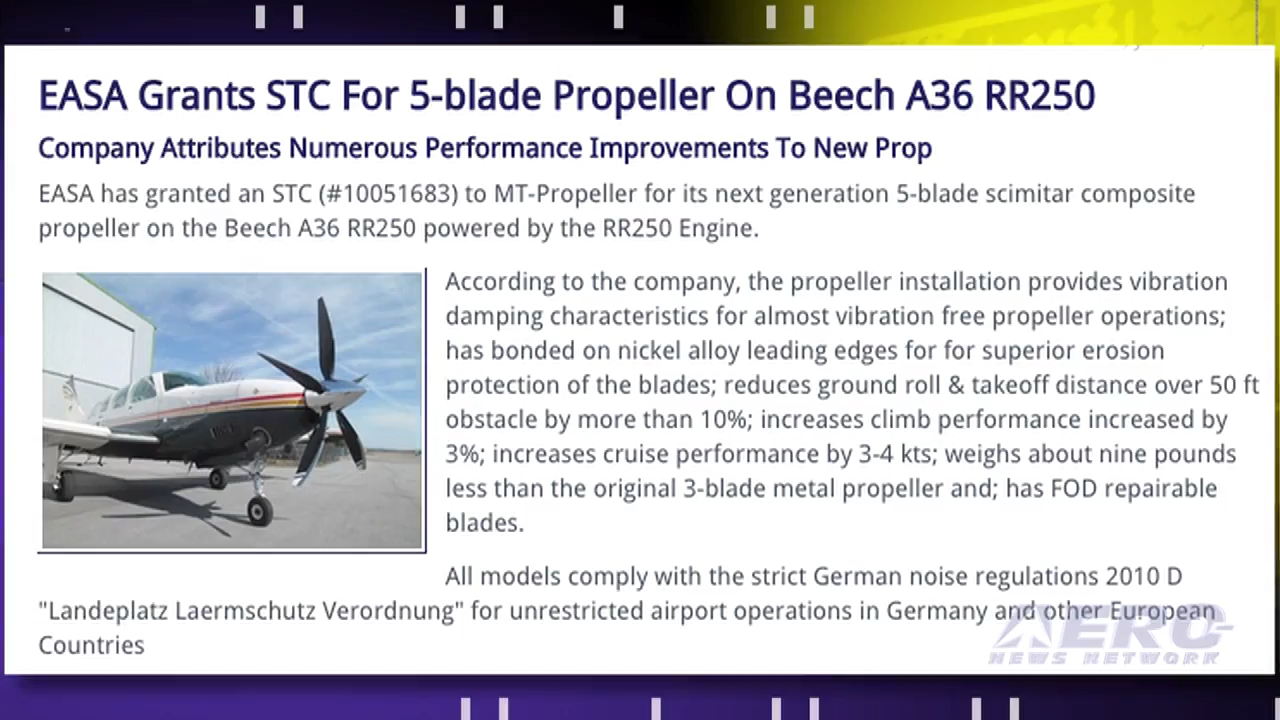 EASA Grants STC For 5-blade Propeller On Beech A36 RR250
Company Attributes Numerous Performance Improvements To New Prop
EASA has granted an STC (#10051683) to MT-Propeller for its next generation 5-blade scimitar composite
propeller on the Beech A36 RR250 powered by the RR250 Engine.
According to the company, the propeller installation provides vibration
damping characteristics for almost vibration free propeller operations;
has bonded on nickel alloy leading edges for for superior erosion
protection of the blades; reduces ground roll & takeoff distance over 50 ft
obstacle by more than 10%; increases climb performance increased by
3%; increases cruise performance by 3-4 kts; weighs about nine pounds
less than the original 3-blade metal propeller and; has FOD repairable
blades.
All models comply with the strict German noise regulations 2010 D
"Landeplatz Laermschutz Verordnung" for unrestricted airport operations in Germany and other European
Countries
AERO
NEWS NETWORK